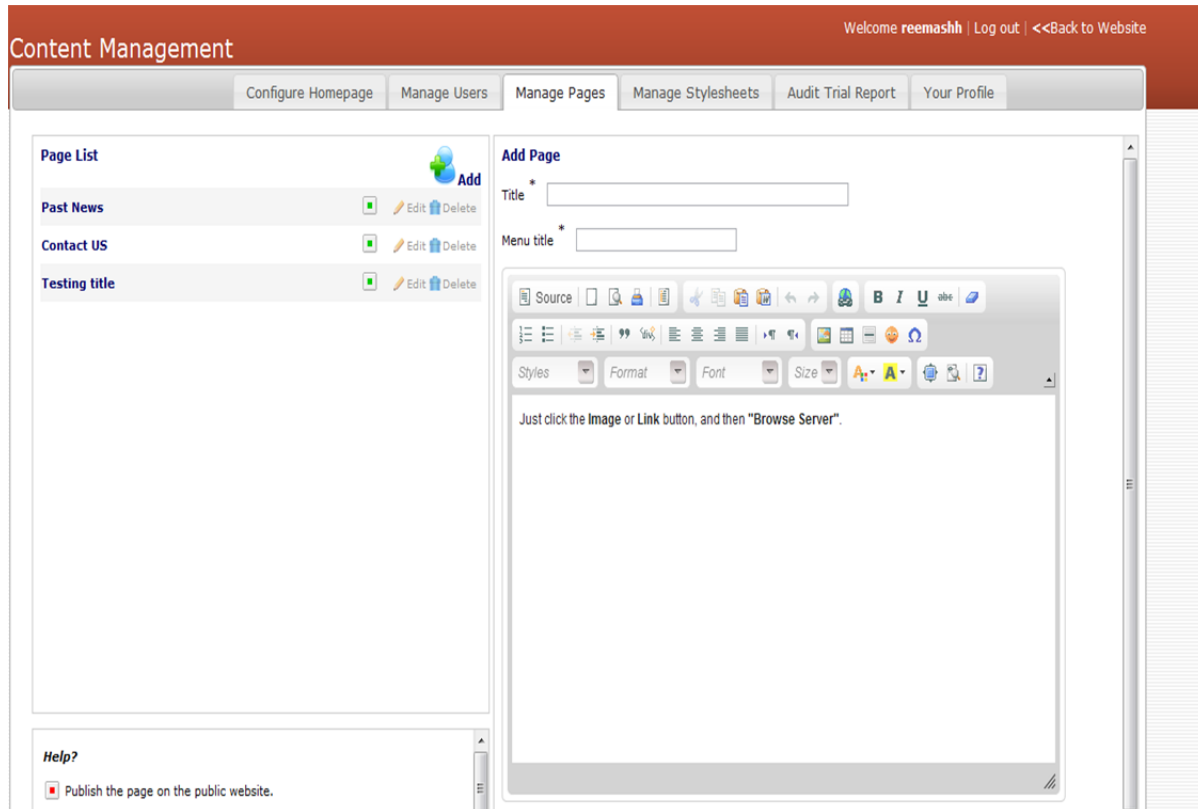 Welcome reemashh | Log out | <<Back to Website
Content Management
Configure Homepage
Manage Users
Manage Pages
Manage Stylesheets
Audit Trial Report
Your Profile
Page List
Add
Past News
Edit Delete
Contact US
Edit Delete
Testing title
Edit Delete
Add Page
Title *
Menu title *
Source
B I U abc
Styles
Format
Font
Size
A A
Just click the Image or Link button, and then "Browse Server".
Help?
Publish the page on the public website.